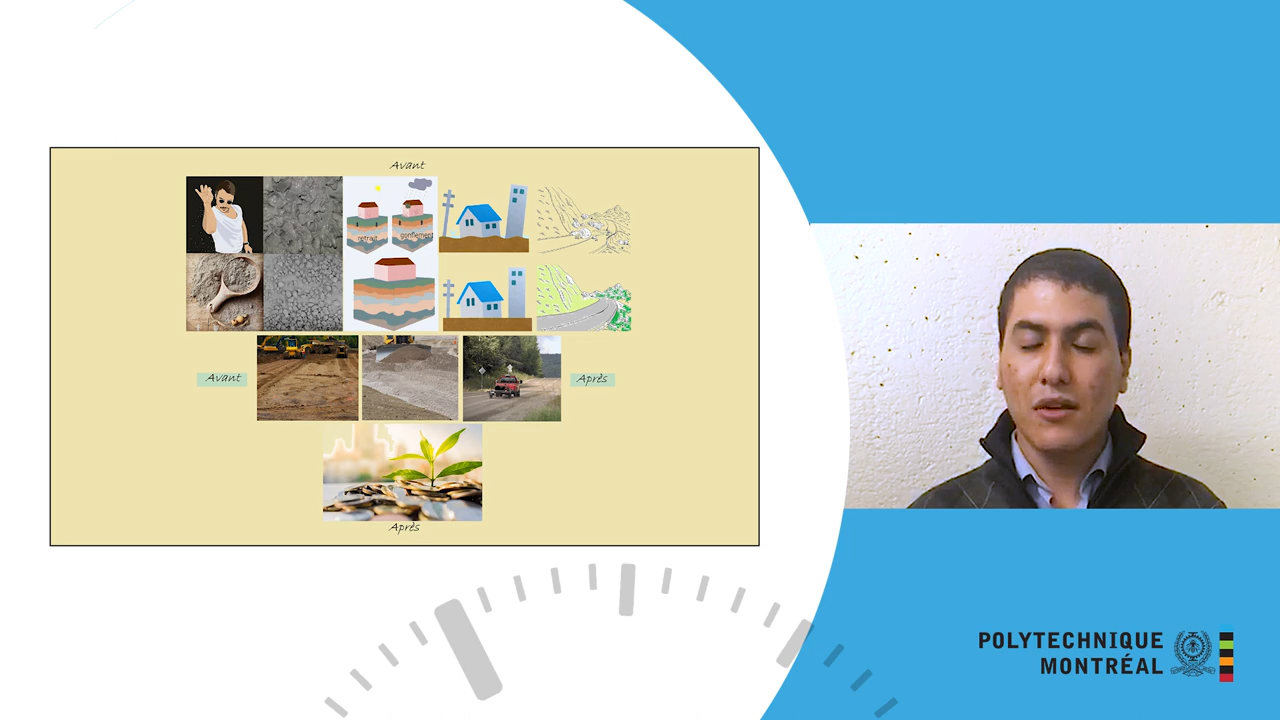 Avant
retrait
gonflement
Avant
Après
Après
POLYTECHNIQUE
MONTRÉAL